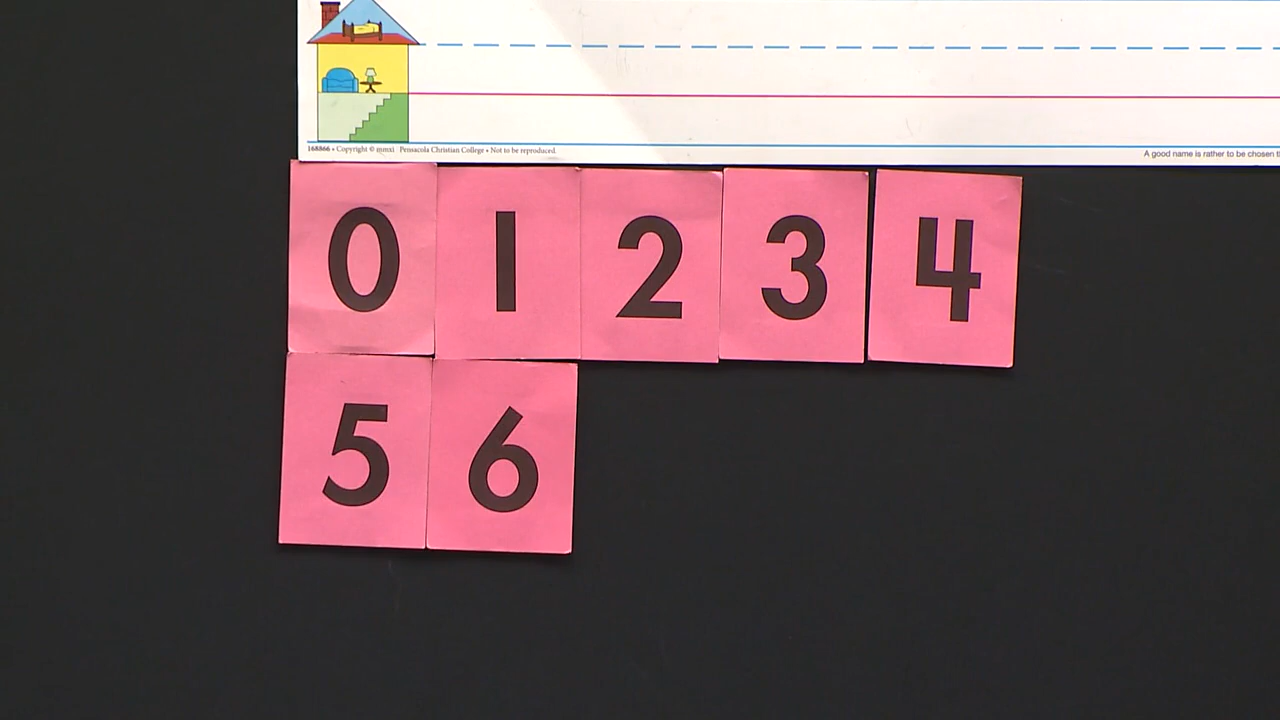 168866 • Copyright © mmxi Pensacola Christian College • Not to be reproduced.
A good name is rather to be chosen
0 1 2 3 4
5 6